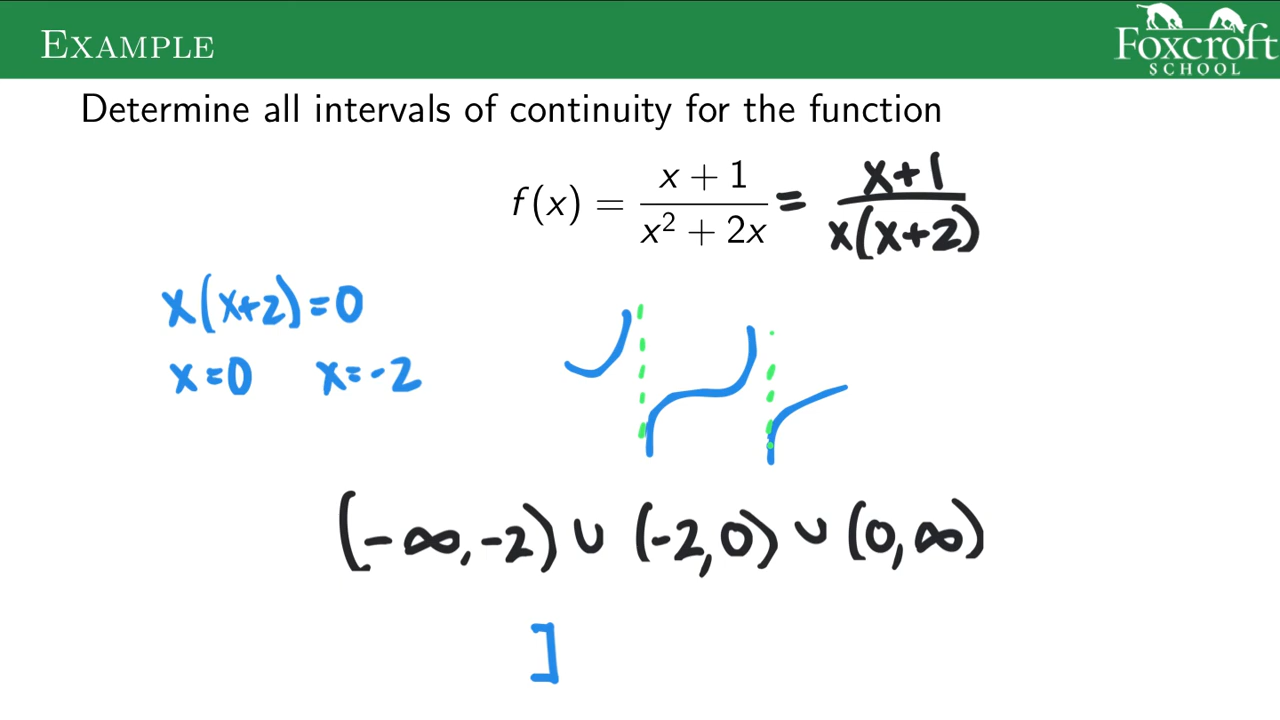 EXAMPLE
Foxcroft
SCHOOL
Determine all intervals of continuity for the function
f(x) = (x + 1)/(x² + 2x) = (x+1)/(x(x+2))
x(x+2)=0
x=0 x=-2
(-∞,-2) ∪ (-2,0) ∪ (0,∞)
]